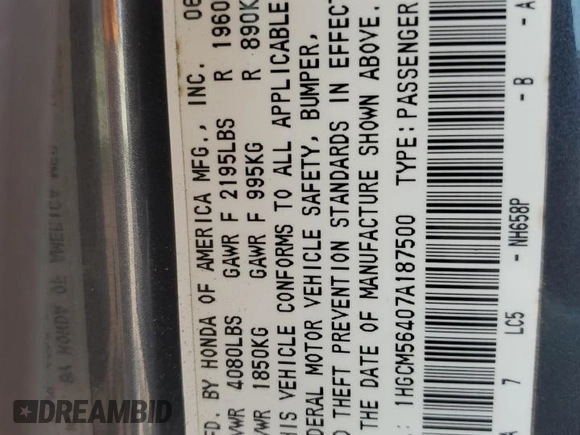 FD. BY HONDA OF AMERICA MFG., INC. 06
VWR 4080LBS GAWR F 2195LBS R 1960
VWR 1850KG GAWR F 995KG R 890K
HIS VEHICLE CONFORMS TO ALL APPLICABLE
DERAL MOTOR VEHICLE SAFETY, BUMPER,
D THEFT PREVENTION STANDARDS IN EFFECT
THE DATE OF MANUFACTURE SHOWN ABOVE.
: 1HGCM56407A187500 TYPE: PASSENGER
A 7 LC5 - NH658P - B - A
DREAMBID